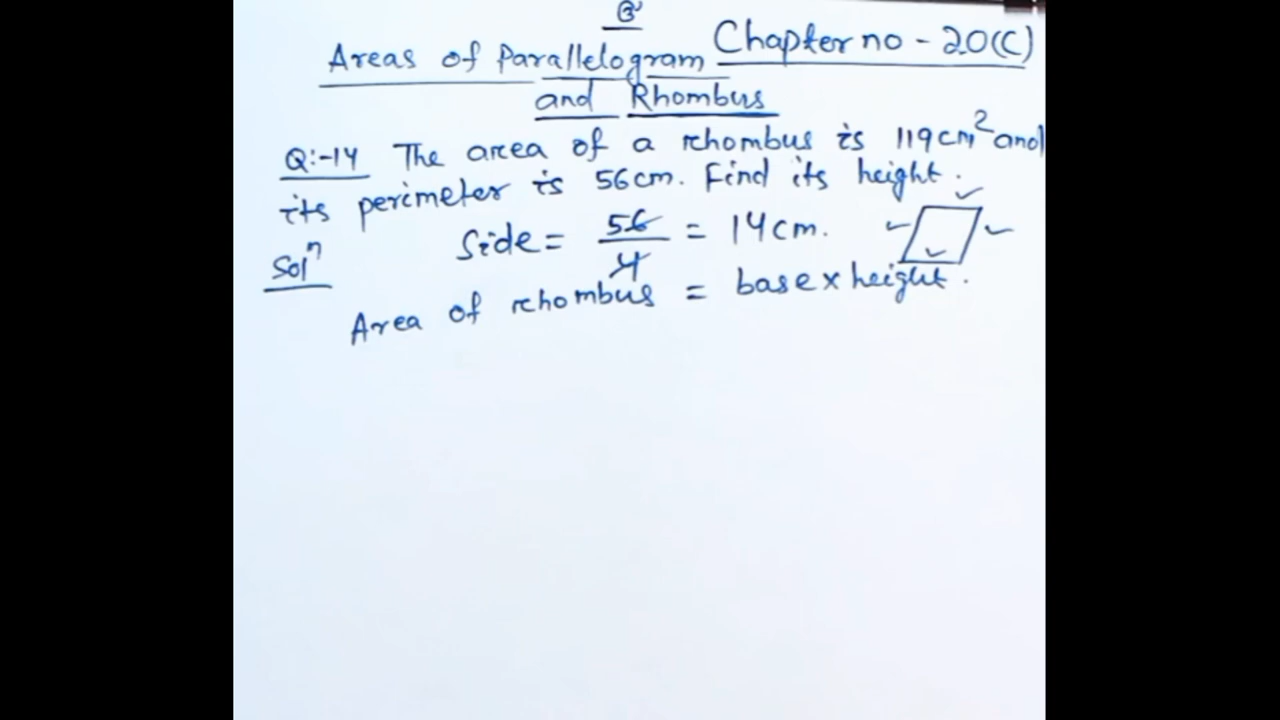 Areas of Parallelogram Chapter no - 20(C)
and Rhombus
Q:-14 The area of a rhombus is 119cm² and
its perimeter is 56cm. Find its height.
Solⁿ Side = 56/4 = 14cm.
Area of rhombus = base x height.